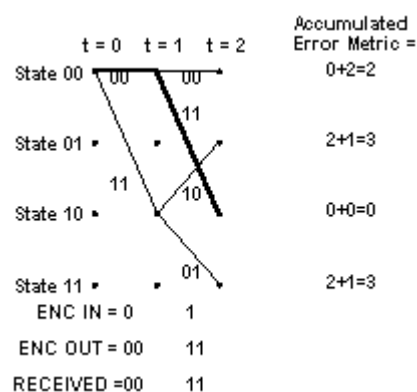 Accumulated
t = 0 t = 1 t = 2 Error Metric =
State 00 00 00 0+2=2
11
State 01 2+1=3
11
State 10 10 0+0=0
01
State 11 2+1=3
ENC IN = 0 1
ENC OUT = 00 11
RECEIVED =00 11